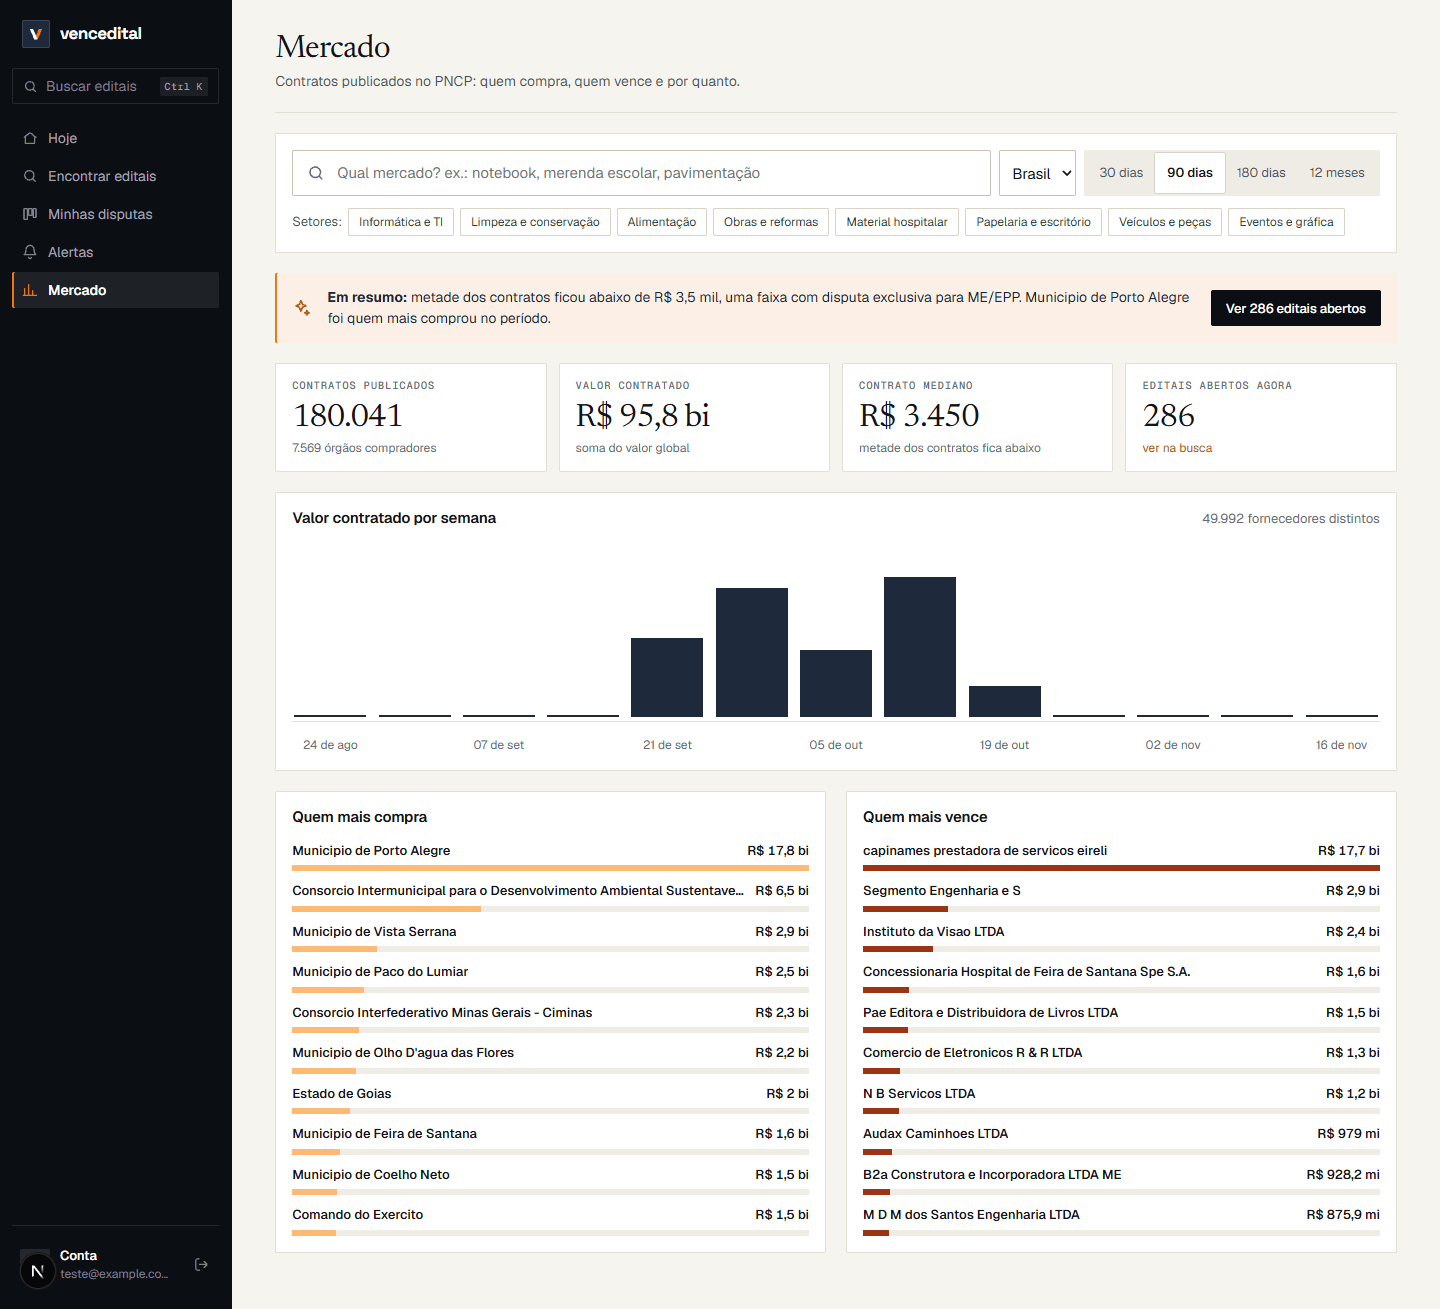 vencedital
Buscar editais
Ctrl K
Hoje
Encontrar editais
Minhas disputas
Alertas
Mercado
Conta
teste@example.co...
Mercado
Contratos publicados no PNCP: quem compra, quem vence e por quanto.
Qual mercado? ex.: notebook, merenda escolar, pavimentação
Brasil
30 dias
90 dias
180 dias
12 meses
Setores:
Informática e TI
Limpeza e conservação
Alimentação
Obras e reformas
Material hospitalar
Papelaria e escritório
Veículos e peças
Eventos e gráfica
Em resumo: metade dos contratos ficou abaixo de R$ 3,5 mil, uma faixa com disputa exclusiva para ME/EPP. Municipio de Porto Alegre
foi quem mais comprou no período.
Ver 286 editais abertos
CONTRATOS PUBLICADOS
180.041
7.569 órgãos compradores
VALOR CONTRATADO
R$ 95,8 bi
soma do valor global
CONTRATO MEDIANO
R$ 3.450
metade dos contratos fica abaixo
EDITAIS ABERTOS AGORA
286
ver na busca
Valor contratado por semana
49.992 fornecedores distintos
24 de ago
07 de set
21 de set
05 de out
19 de out
02 de nov
16 de nov
Quem mais compra
Municipio de Porto Alegre R$ 17,8 bi
Consorcio Intermunicipal para o Desenvolvimento Ambiental Sustentave... R$ 6,5 bi
Municipio de Vista Serrana R$ 2,9 bi
Municipio de Paco do Lumiar R$ 2,5 bi
Consorcio Interfederativo Minas Gerais - Ciminas R$ 2,3 bi
Municipio de Olho D'agua das Flores R$ 2,2 bi
Estado de Goias R$ 2 bi
Municipio de Feira de Santana R$ 1,6 bi
Municipio de Coelho Neto R$ 1,5 bi
Comando do Exercito R$ 1,5 bi
Quem mais vence
capinames prestadora de servicos eireli R$ 17,7 bi
Segmento Engenharia e S R$ 2,9 bi
Instituto da Visao LTDA R$ 2,4 bi
Concessionaria Hospital de Feira de Santana Spe S.A. R$ 1,6 bi
Pae Editora e Distribuidora de Livros LTDA R$ 1,5 bi
Comercio de Eletronicos R & R LTDA R$ 1,3 bi
N B Servicos LTDA R$ 1,2 bi
Audax Caminhoes LTDA R$ 979 mi
B2a Construtora e Incorporadora LTDA ME R$ 928,2 mi
M D M dos Santos Engenharia LTDA R$ 875,9 mi